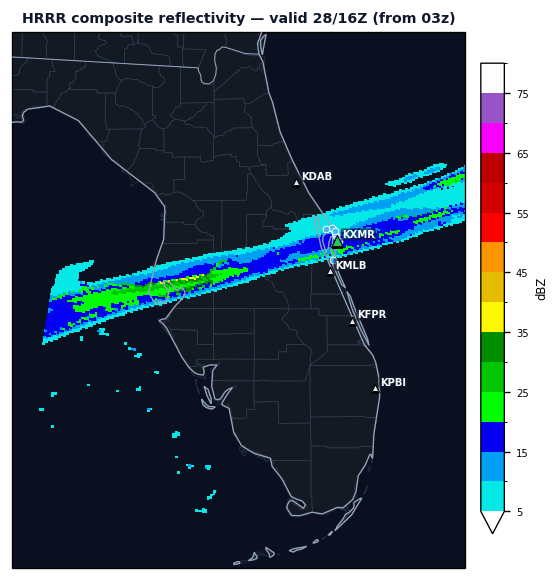 HRRR composite reflectivity — valid 28/16Z (from 03z)
KDAB
KXMR
KMLB
KFPR
KPBI
75
65
55
45
35
25
15
5
dBZ